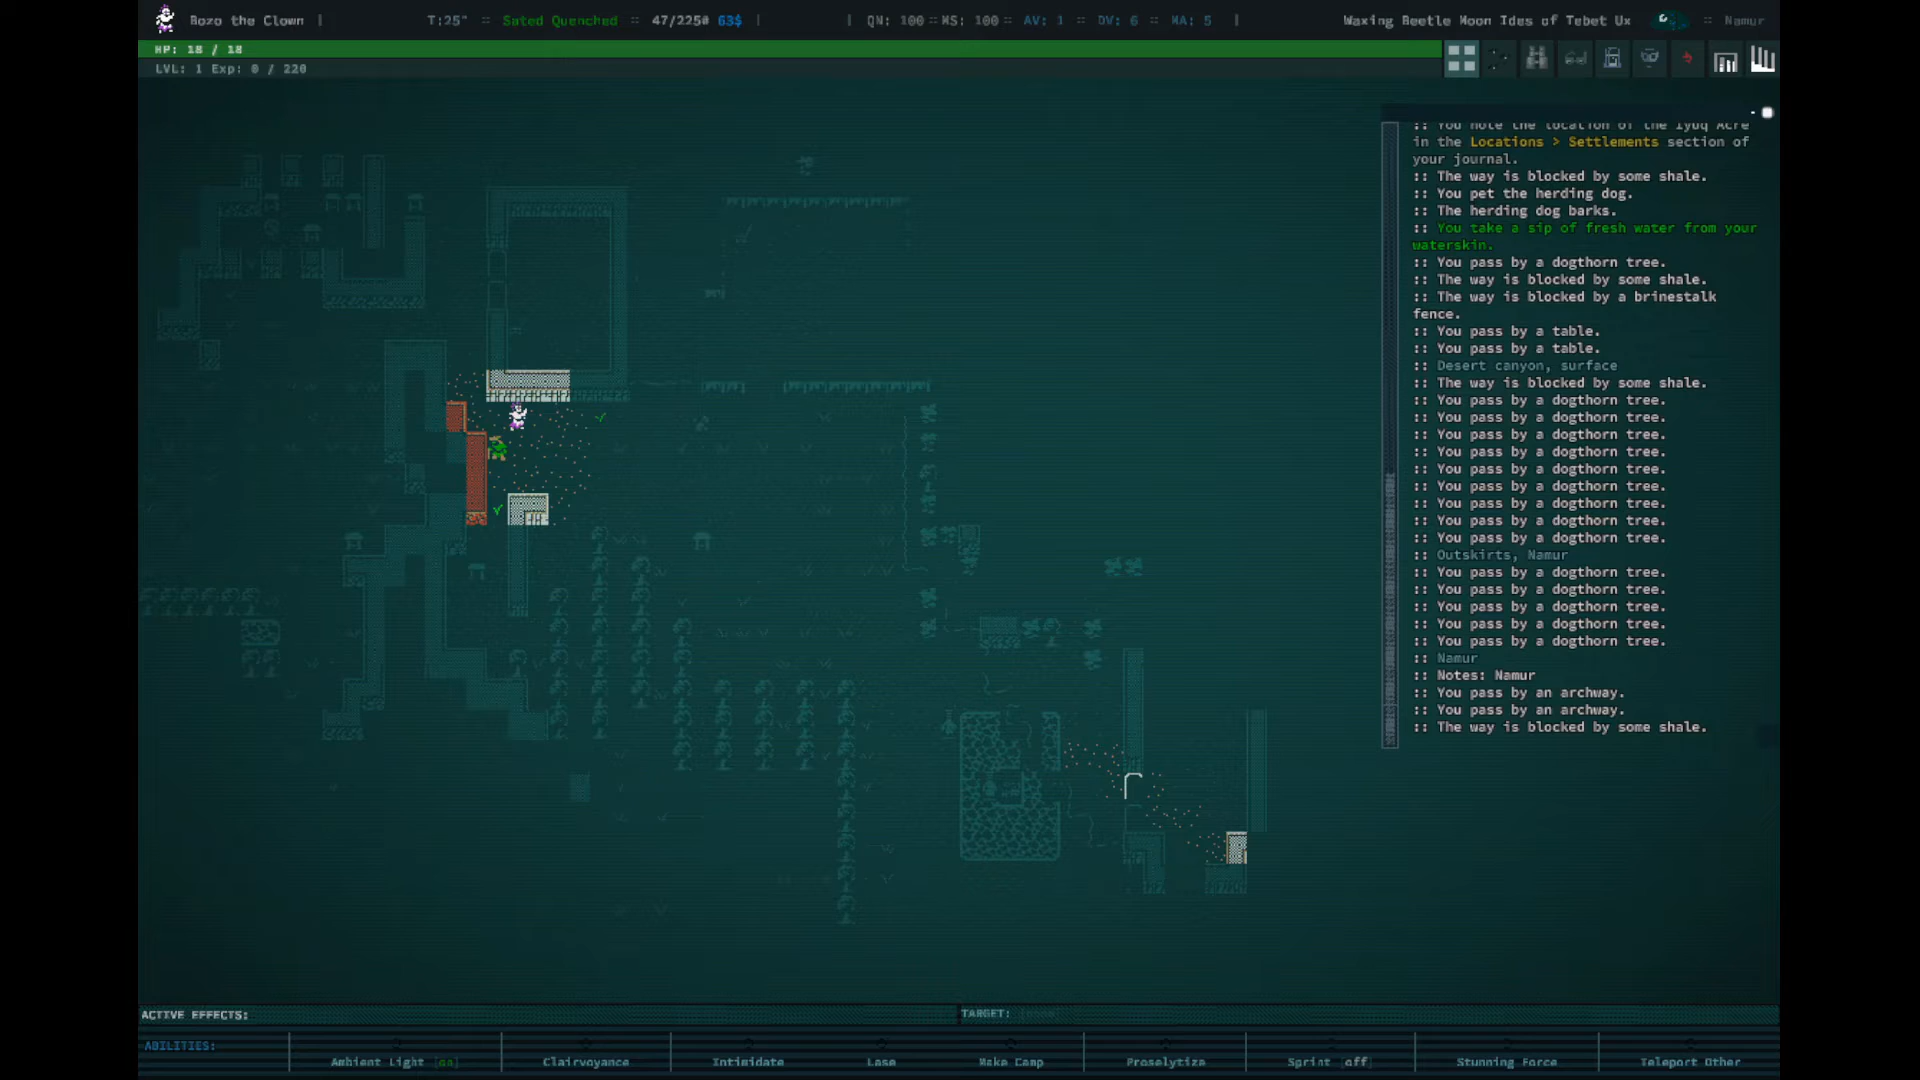 Bozo the Clown | T:25° :: Sated Quenched :: 47/225# 63$ | | QN: 100 :: MS: 100 :: AV: 1 :: DV: 6 :: MA: 5 | Waxing Beetle Moon Ides of Tebet Ux :: Namur
HP: 18 / 18
LVL: 1 Exp: 0 / 220
:: You note the location of the Iyuq Acre
in the Locations > Settlements section of
your journal.
:: The way is blocked by some shale.
:: You pet the herding dog.
:: The herding dog barks.
:: You take a sip of fresh water from your
waterskin.
:: You pass by a dogthorn tree.
:: The way is blocked by some shale.
:: The way is blocked by a brinestalk
fence.
:: You pass by a table.
:: You pass by a table.
:: Desert canyon, surface
:: The way is blocked by some shale.
:: You pass by a dogthorn tree.
:: You pass by a dogthorn tree.
:: You pass by a dogthorn tree.
:: You pass by a dogthorn tree.
:: You pass by a dogthorn tree.
:: You pass by a dogthorn tree.
:: You pass by a dogthorn tree.
:: You pass by a dogthorn tree.
:: You pass by a dogthorn tree.
:: Outskirts, Namur
:: You pass by a dogthorn tree.
:: You pass by a dogthorn tree.
:: You pass by a dogthorn tree.
:: You pass by a dogthorn tree.
:: You pass by a dogthorn tree.
:: Namur
:: Notes: Namur
:: You pass by an archway.
:: You pass by an archway.
:: The way is blocked by some shale.
ACTIVE EFFECTS: TARGET: [none]
ABILITIES: Ambient Light [on] Clairvoyance Intimidate Lase Make Camp Proselytize Sprint [off] Stunning Force Teleport Other